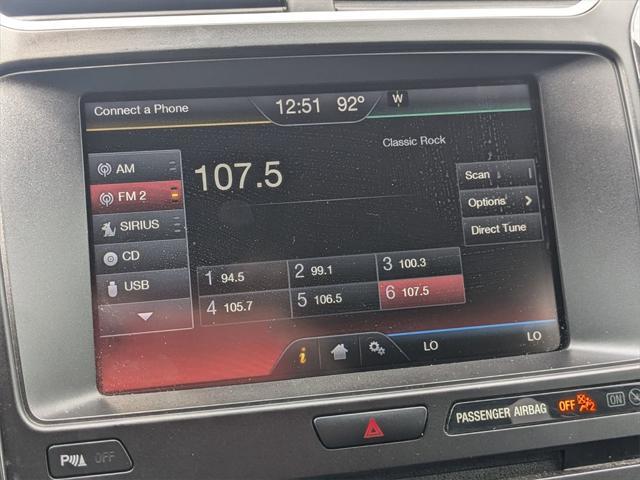 Connect a Phone
12:51 92°
W
Classic Rock
AM
107.5
Scan
FM 2
Options
SIRIUS
Direct Tune
CD
1 94.5
2 99.1
3 100.3
USB
4 105.7
5 106.5
6 107.5
i
LO
LO
PASSENGER AIRBAG OFF 2 ON
P OFF